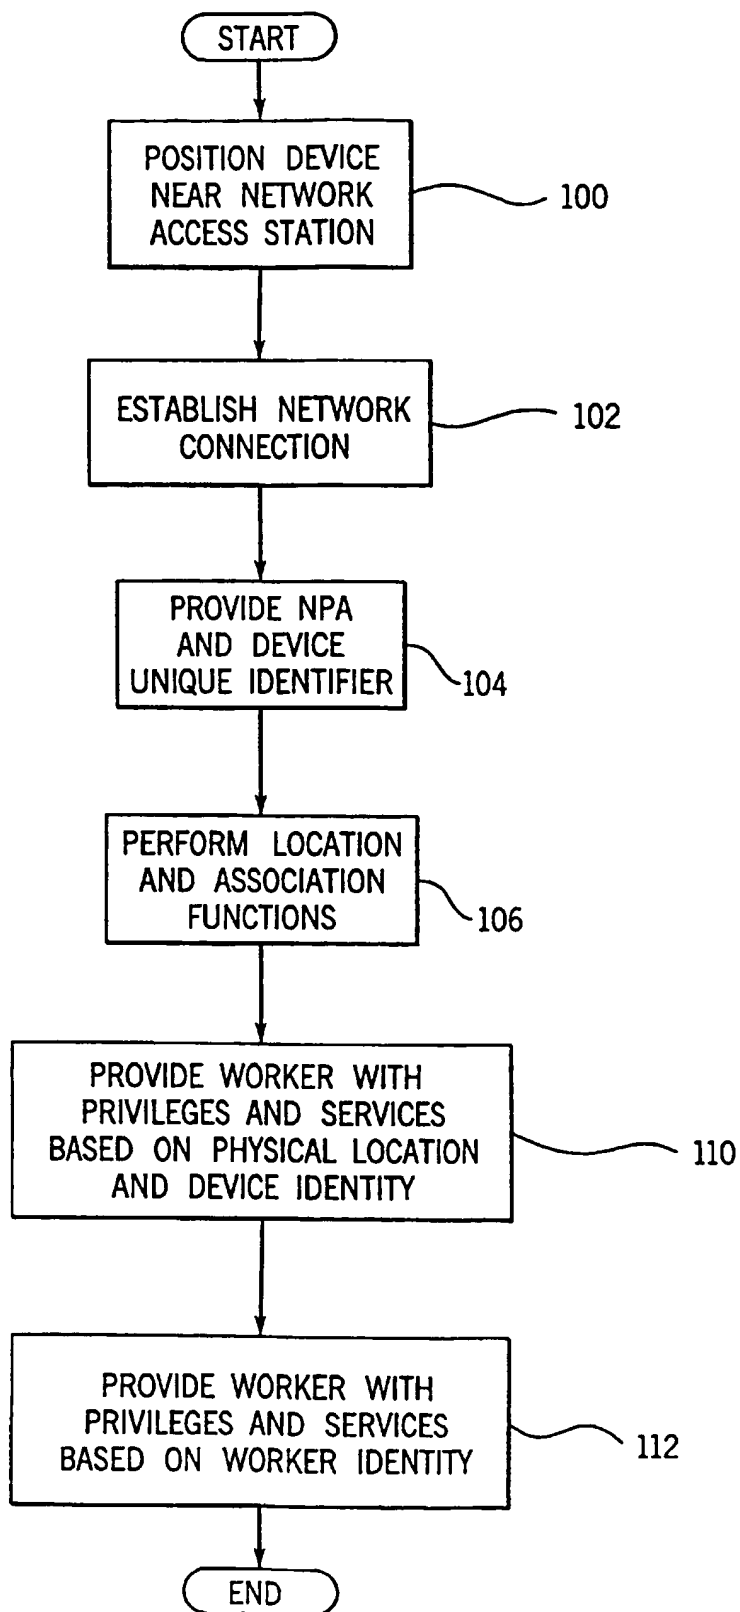 START
POSITION DEVICE
NEAR NETWORK
ACCESS STATION
100
ESTABLISH NETWORK
CONNECTION
102
PROVIDE NPA
AND DEVICE
UNIQUE IDENTIFIER
104
PERFORM LOCATION
AND ASSOCIATION
FUNCTIONS
106
PROVIDE WORKER WITH
PRIVILEGES AND SERVICES
BASED ON PHYSICAL LOCATION
AND DEVICE IDENTITY
110
PROVIDE WORKER WITH
PRIVILEGES AND SERVICES
BASED ON WORKER IDENTITY
112
END